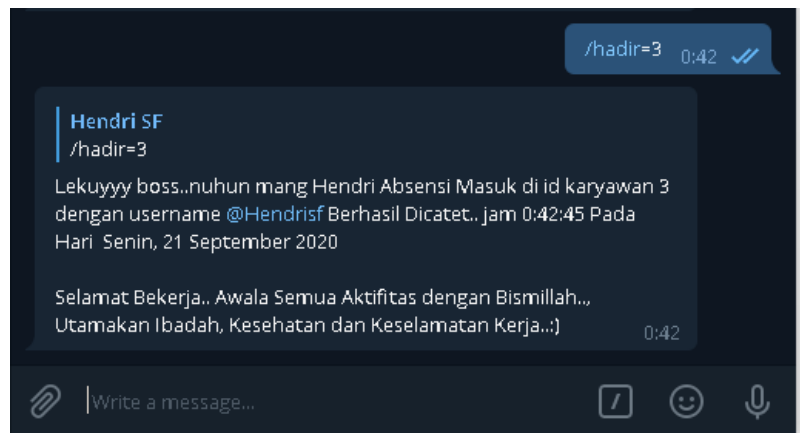 /hadir=3 0:42
Hendri SF
/hadir=3
Lekuyyy boss..nuhun mang Hendri Absensi Masuk di id karyawan 3
dengan username @Hendrisf Berhasil Dicatet.. jam 0:42:45 Pada
Hari Senin, 21 September 2020
Selamat Bekerja.. Awala Semua Aktifitas dengan Bismillah..,
Utamakan Ibadah, Kesehatan dan Keselamatan Kerja..:)
0:42
Write a message...